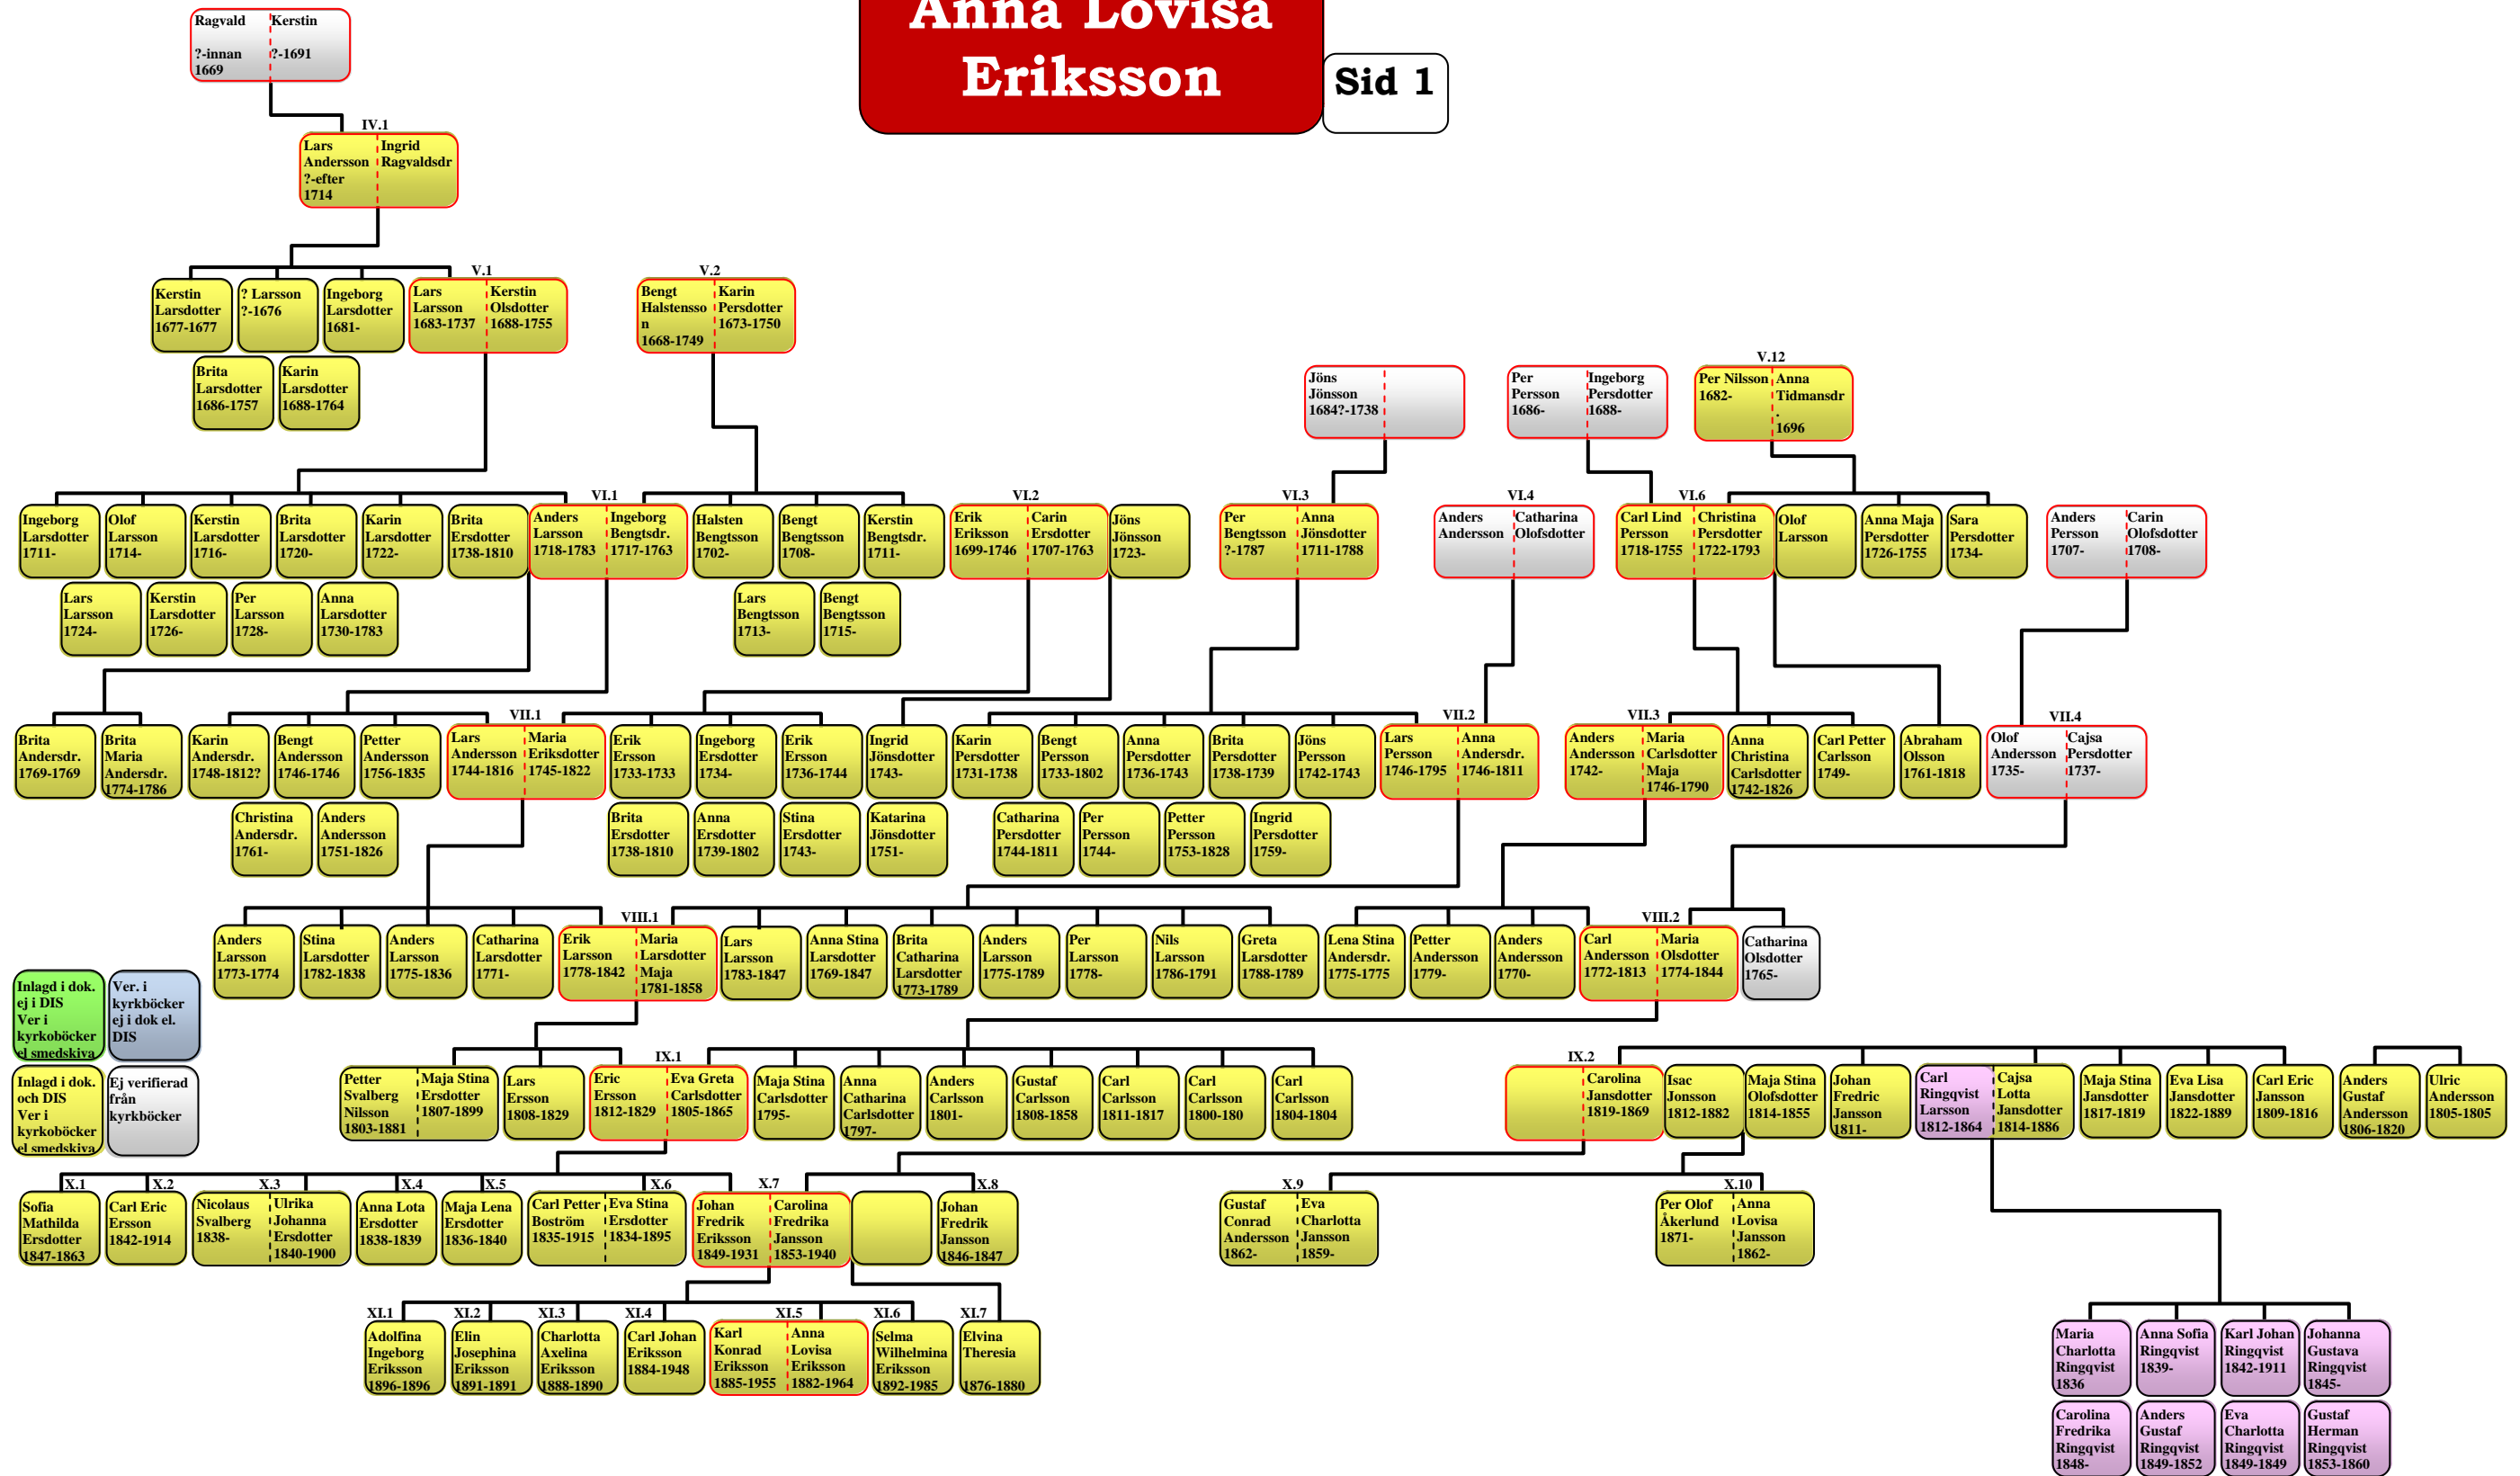 Anna Lovisa
Eriksson
Sid 1
Ragvald
?-innan
1669
Kerstin
?-1691
IV.1
Lars
Andersson
?-efter
1714
Ingrid
Ragvaldsdr
V.1
V.2
Kerstin
Larsdotter
1677-1677
? Larsson
?-1676
Ingeborg
Larsdotter
1681-
Lars
Larsson
1683-1737
Kerstin
Olsdotter
1688-1755
Bengt
Halstensso
n
1668-1749
Karin
Persdotter
1673-1750
Brita
Larsdotter
1686-1757
Karin
Larsdotter
1688-1764
Jöns
Jönsson
1684?-1738
Per
Persson
1686-
Ingeborg
Persdotter
1688-
V.12
Per Nilsson
1682-
Anna
Tidmansdr
.
1696
VI.1
VI.2
VI.3
VI.4
VI.6
Ingeborg
Larsdotter
1711-
Olof
Larsson
1714-
Kerstin
Larsdotter
1716-
Brita
Larsdotter
1720-
Karin
Larsdotter
1722-
Brita
Ersdotter
1738-1810
Anders
Larsson
1718-1783
Ingeborg
Bengtsdr.
1717-1763
Halsten
Bengtsson
1702-
Bengt
Bengtsson
1708-
Kerstin
Bengtsdr.
1711-
Erik
Eriksson
1699-1746
Carin
Ersdotter
1707-1763
Jöns
Jönsson
1723-
Per
Bengtsson
?-1787
Anna
Jönsdotter
1711-1788
Anders
Andersson
Catharina
Olofsdotter
Carl Lind
Persson
1718-1755
Christina
Persdotter
1722-1793
Olof
Larsson
Anna Maja
Persdotter
1726-1755
Sara
Persdotter
1734-
Anders
Persson
1707-
Carin
Olofsdotter
1708-
Lars
Larsson
1724-
Kerstin
Larsdotter
1726-
Per
Larsson
1728-
Anna
Larsdotter
1730-1783
Lars
Bengtsson
1713-
Bengt
Bengtsson
1715-
VII.1
VII.2
VII.3
VII.4
Brita
Andersdr.
1769-1769
Brita
Maria
Andersdr.
1774-1786
Karin
Andersdr.
1748-1812?
Bengt
Andersson
1746-1746
Petter
Andersson
1756-1835
Lars
Andersson
1744-1816
Maria
Eriksdotter
1745-1822
Erik
Ersson
1733-1733
Ingeborg
Ersdotter
1734-
Erik
Ersson
1736-1744
Ingrid
Jönsdotter
1743-
Karin
Persdotter
1731-1738
Bengt
Persson
1733-1802
Anna
Persdotter
1736-1743
Brita
Persdotter
1738-1739
Jöns
Persson
1742-1743
Lars
Persson
1746-1795
Anna
Andersdr.
1746-1811
Anders
Andersson
1742-
Maria
Carlsdotter
Maja
1746-1790
Anna
Christina
Carlsdotter
1742-1826
Carl Petter
Carlsson
1749-
Abraham
Olsson
1761-1818
Olof
Andersson
1735-
Cajsa
Persdotter
1737-
Christina
Andersdr.
1761-
Anders
Andersson
1751-1826
Brita
Ersdotter
1738-1810
Anna
Ersdotter
1739-1802
Stina
Ersdotter
1743-
Katarina
Jönsdotter
1751-
Catharina
Persdotter
1744-1811
Per
Persson
1744-
Petter
Persson
1753-1828
Ingrid
Persdotter
1759-
VIII.1
VIII.2
Anders
Larsson
1773-1774
Stina
Larsdotter
1782-1838
Anders
Larsson
1775-1836
Catharina
Larsdotter
1771-
Erik
Larsson
1778-1842
Maria
Larsdotter
Maja
1781-1858
Lars
Larsson
1783-1847
Anna Stina
Larsdotter
1769-1847
Brita
Catharina
Larsdotter
1773-1789
Anders
Larsson
1775-1789
Per
Larsson
1778-
Nils
Larsson
1786-1791
Greta
Larsdotter
1788-1789
Lena Stina
Andersdr.
1775-1775
Petter
Andersson
1779-
Anders
Andersson
1770-
Carl
Andersson
1772-1813
Maria
Olsdotter
1774-1844
Catharina
Olsdotter
1765-
Inlagd i dok.
ej i DIS
Ver i
kyrkoböcker
el smedskiva
Ver. i
kyrkböcker
ej i dok el.
DIS
Inlagd i dok.
och DIS
Ver i
kyrkoböcker
el smedskiva
Ej verifierad
från
kyrkböcker
IX.1
IX.2
Petter
Svalberg
Nilsson
1803-1881
Maja Stina
Ersdotter
1807-1899
Lars
Ersson
1808-1829
Eric
Ersson
1812-1829
Eva Greta
Carlsdotter
1805-1865
Maja Stina
Carlsdotter
1795-
Anna
Catharina
Carlsdotter
1797-
Anders
Carlsson
1801-
Gustaf
Carlsson
1808-1858
Carl
Carlsson
1811-1817
Carl
Carlsson
1800-180
Carl
Carlsson
1804-1804
Carolina
Jansdotter
1819-1869
Isac
Jonsson
1812-1882
Maja Stina
Olofsdotter
1814-1855
Johan
Fredric
Jansson
1811-
Carl
Ringqvist
Larsson
1812-1864
Cajsa
Lotta
Jansdotter
1814-1886
Maja Stina
Jansdotter
1817-1819
Eva Lisa
Jansdotter
1822-1889
Carl Eric
Jansson
1809-1816
Anders
Gustaf
Andersson
1806-1820
Ulric
Andersson
1805-1805
X.1
X.2
X.3
X.4
X.5
X.6
X.7
X.8
X.9
X.10
Sofia
Mathilda
Ersdotter
1847-1863
Carl Eric
Ersson
1842-1914
Nicolaus
Svalberg
1838-
Ulrika
Johanna
Ersdotter
1840-1900
Anna Lota
Ersdotter
1838-1839
Maja Lena
Ersdotter
1836-1840
Carl Petter
Boström
1835-1915
Eva Stina
Ersdotter
1834-1895
Johan
Fredrik
Eriksson
1849-1931
Carolina
Fredrika
Jansson
1853-1940
Johan
Fredrik
Jansson
1846-1847
Gustaf
Conrad
Andersson
1862-
Eva
Charlotta
Jansson
1859-
Per Olof
Åkerlund
1871-
Anna
Lovisa
Jansson
1862-
XI.1
XI.2
XI.3
XI.4
XI.5
XI.6
XI.7
Adolfina
Ingeborg
Eriksson
1896-1896
Elin
Josephina
Eriksson
1891-1891
Charlotta
Axelina
Eriksson
1888-1890
Carl Johan
Eriksson
1884-1948
Karl
Konrad
Eriksson
1885-1955
Anna
Lovisa
Eriksson
1882-1964
Selma
Wilhelmina
Eriksson
1892-1985
Elvina
Theresia
1876-1880
Maria
Charlotta
Ringqvist
1836
Anna Sofia
Ringqvist
1839-
Karl Johan
Ringqvist
1842-1911
Johanna
Gustava
Ringqvist
1845-
Carolina
Fredrika
Ringqvist
1848-
Anders
Gustaf
Ringqvist
1849-1852
Eva
Charlotta
Ringqvist
1849-1849
Gustaf
Herman
Ringqvist
1853-1860